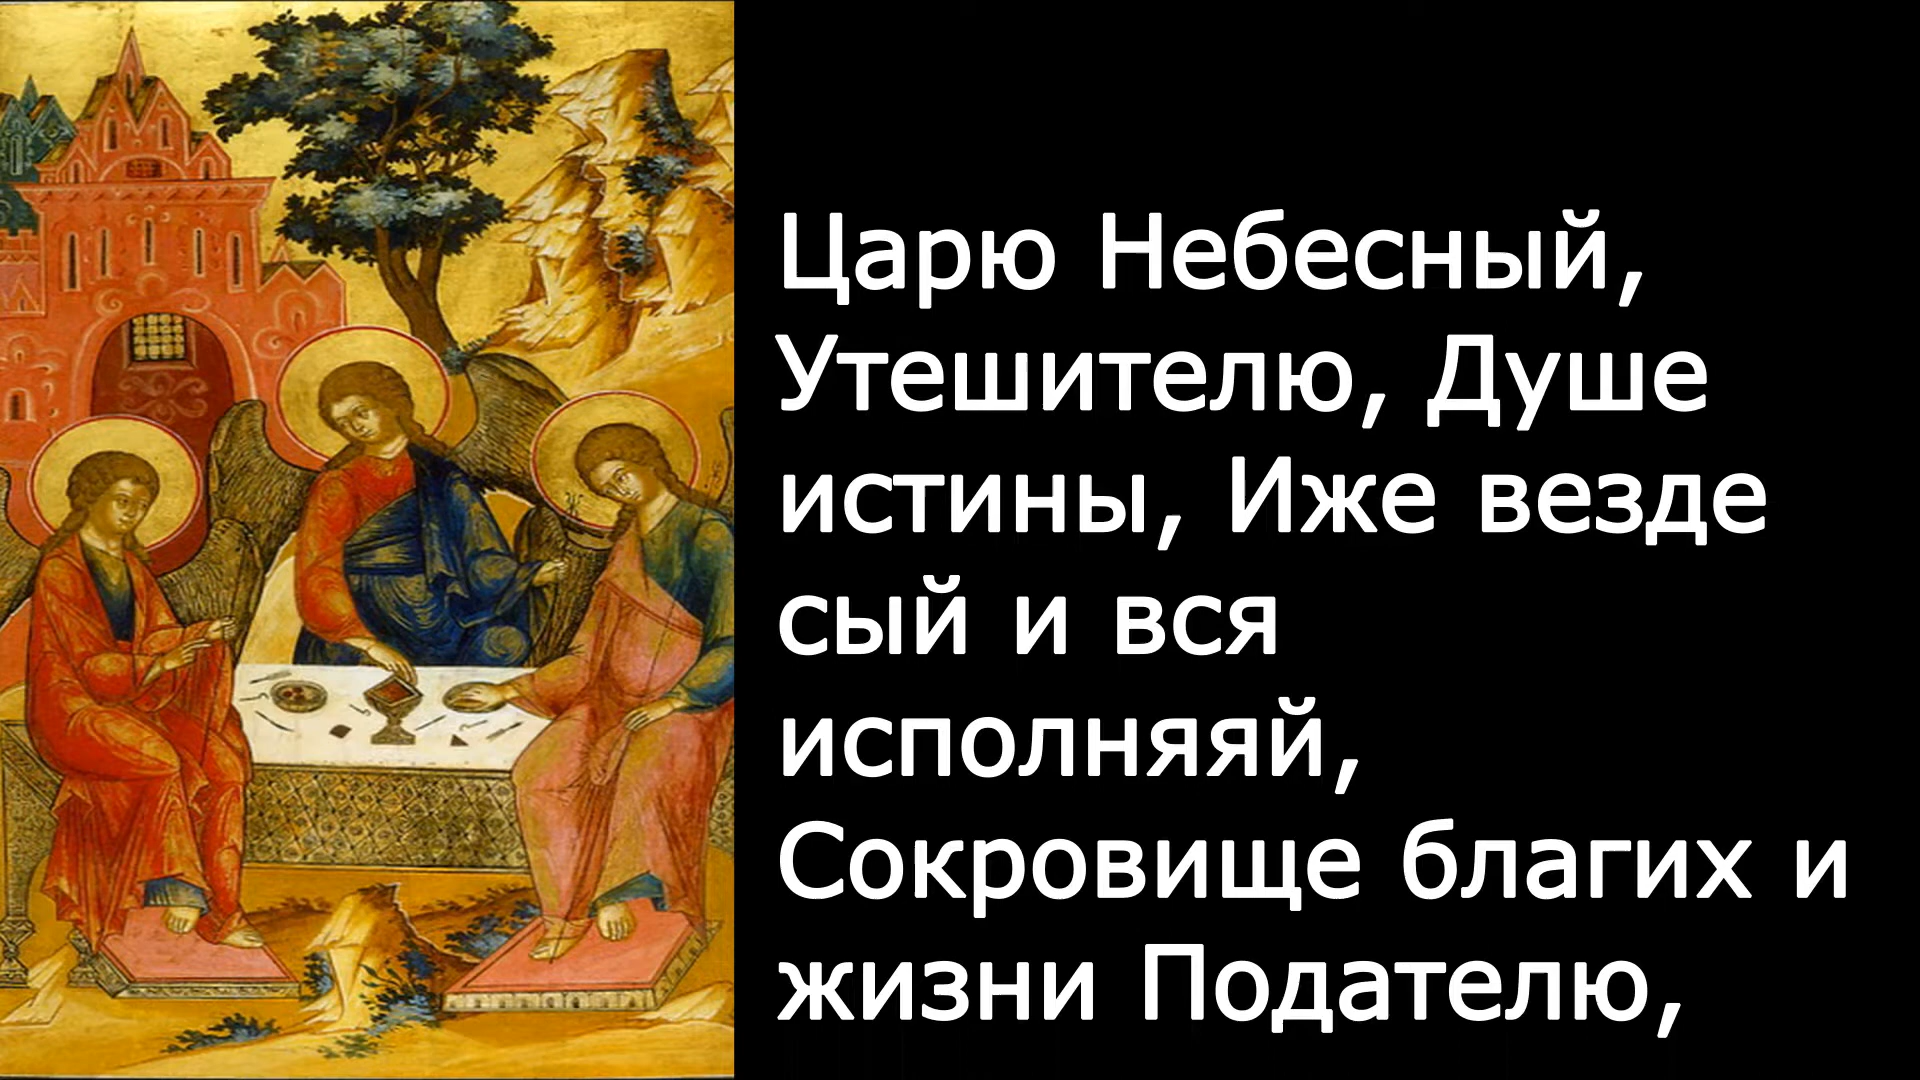 Царю Небесный,
Утешителю, Душе
истины, Иже везде
сый и вся
исполняяй,
Сокровище благих и
жизни Подателю,